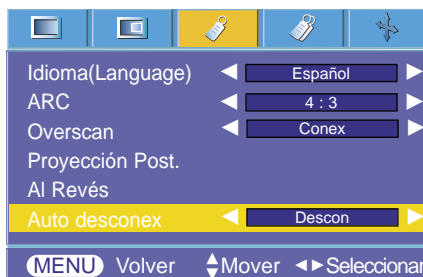 Idioma(Language) Español
ARC 4 : 3
Overscan Conex
Proyección Post.
Al Revés
Auto desconex Descon
MENU Volver Mover Seleccionar